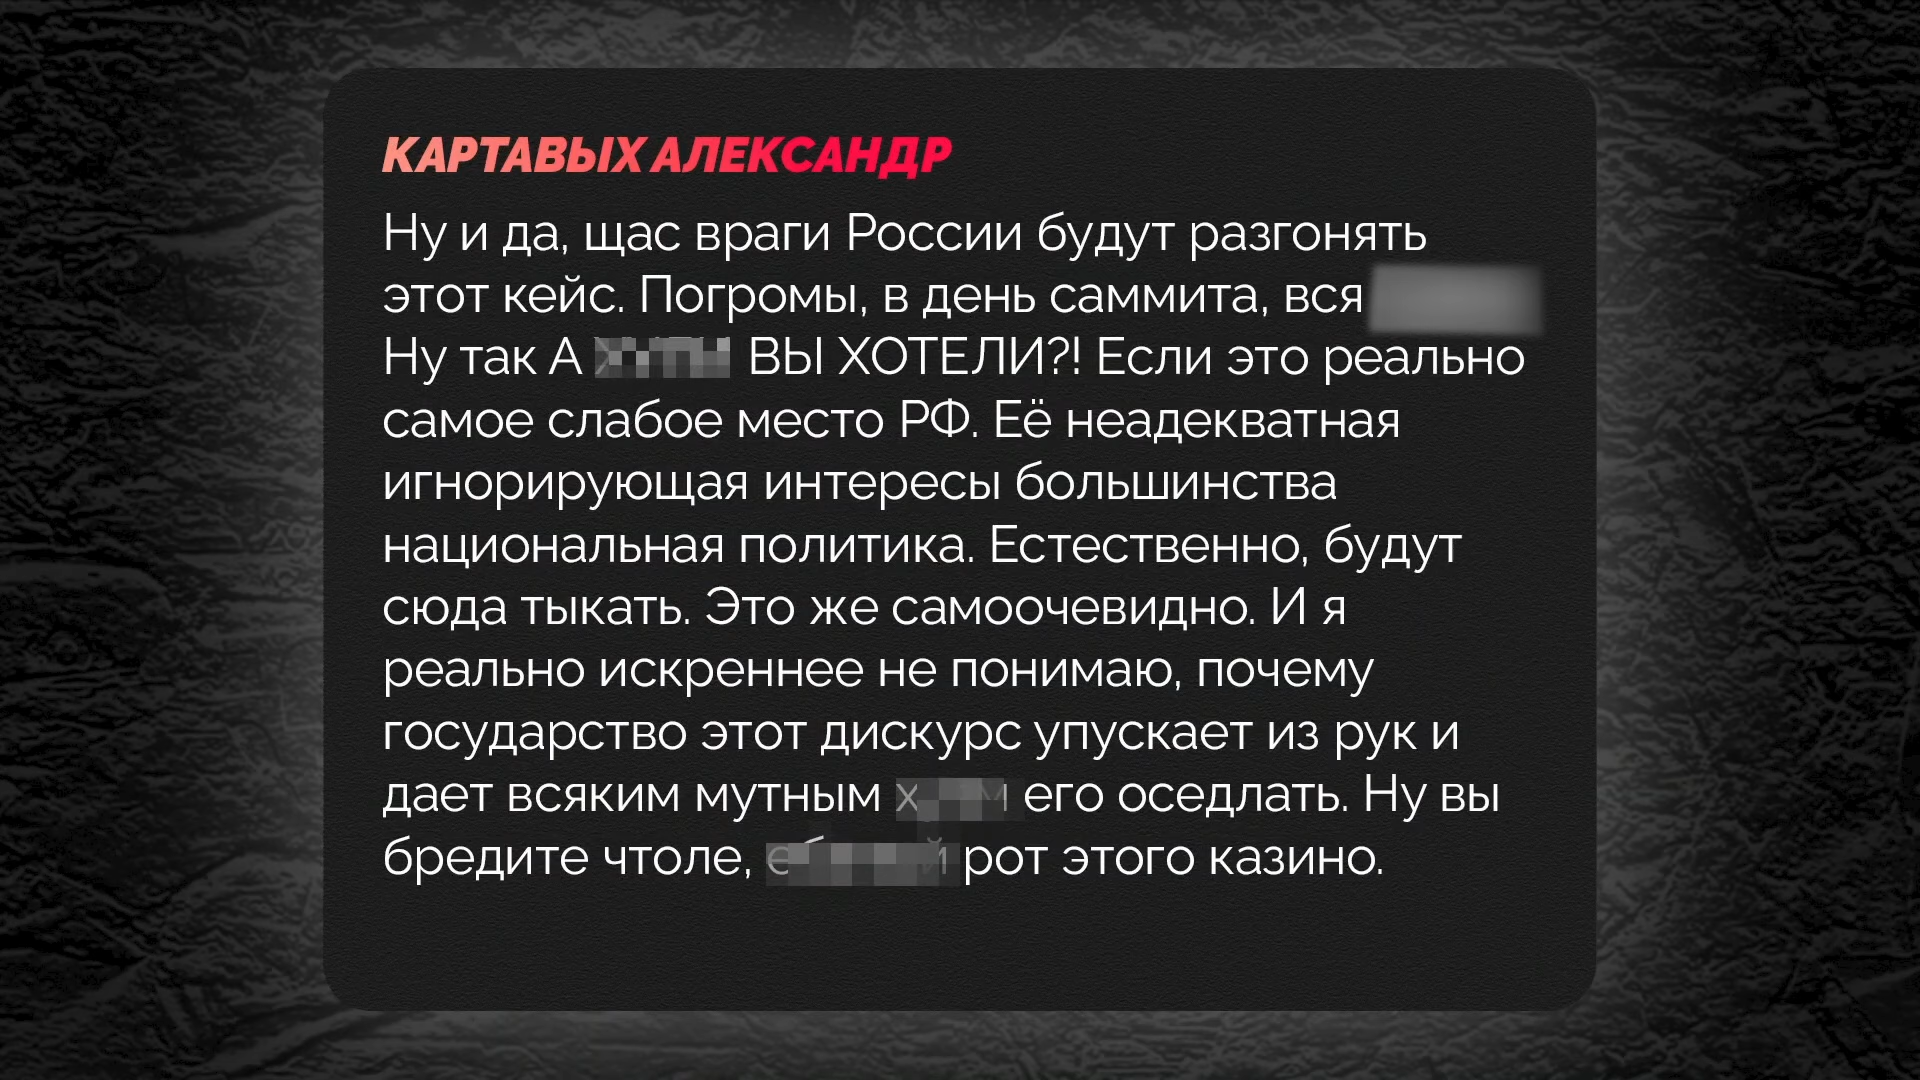 КАРТАВЫХ АЛЕКСАНДР
Ну и да, щас враги России будут разгонять
этот кейс. Погромы, в день саммита, вся
Ну так А ВЫ ХОТЕЛИ?! Если это реально
самое слабое место РФ. Её неадекватная
игнорирующая интересы большинства
национальная политика. Естественно, будут
сюда тыкать. Это же самоочевидно. И я
реально искреннее не понимаю, почему
государство этот дискурс упускает из рук и
дает всяким мутным его оседлать. Ну вы
бредите чтоле, рот этого казино.